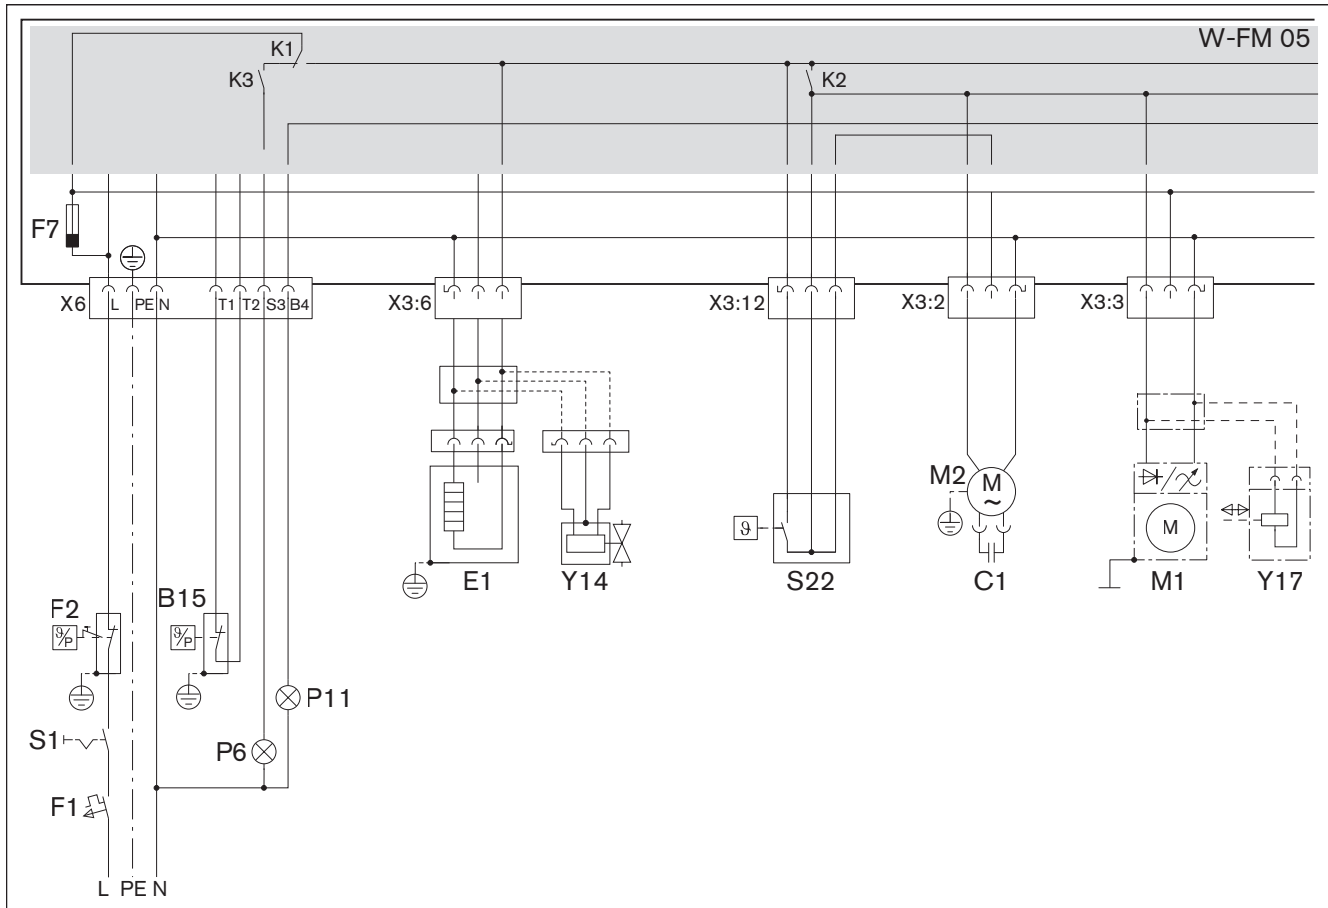 W-FM 05
K1
K3
K2
F7
X6 L PE N T1 T2 S3 B4
X3:6
X3:12
X3:2
X3:3
M2 M ~
ϑ
M
E1 Y14 S22 C1 M1 Y17
F2 B15
ϑ/P
ϑ/P
P11
S1
P6
F1
L PE N